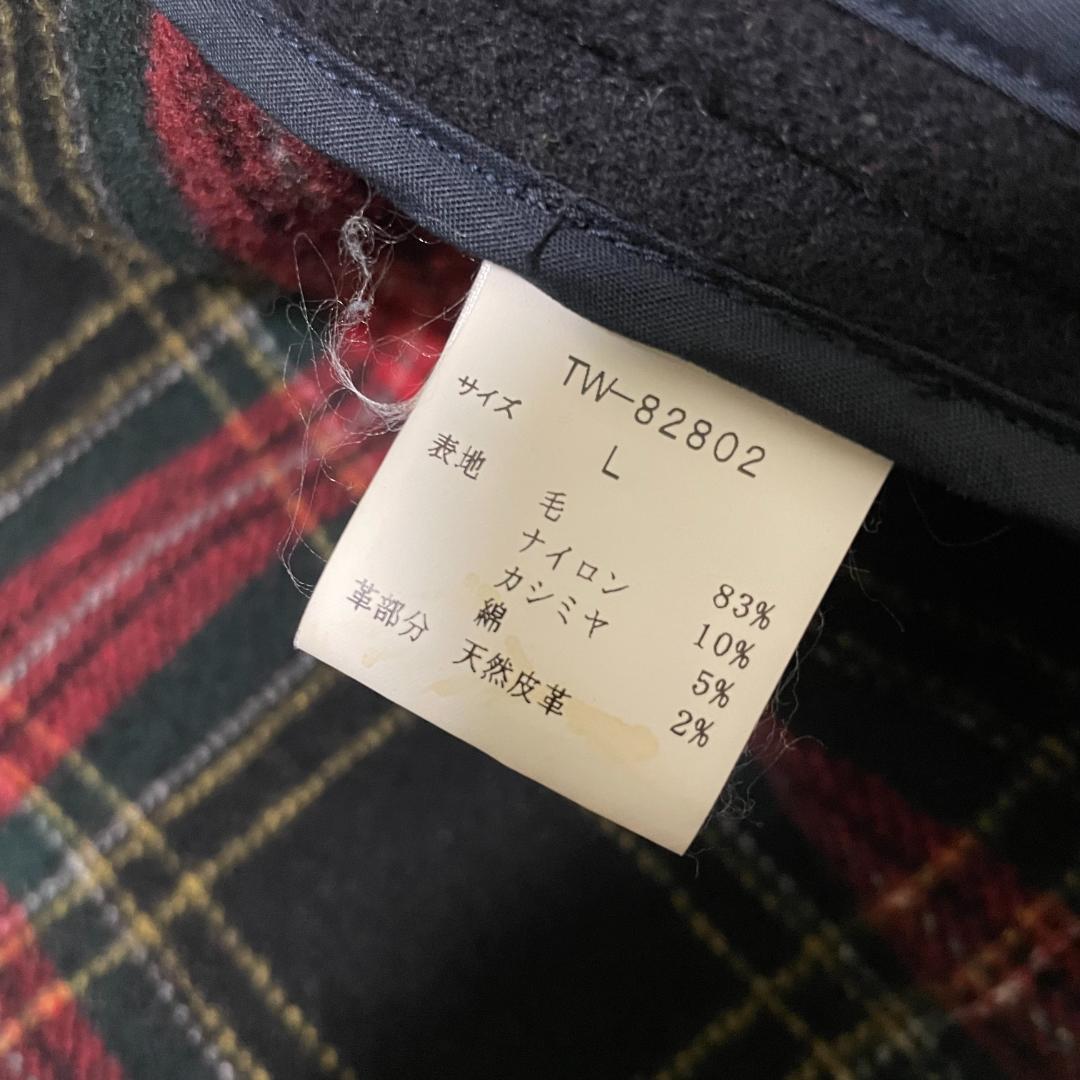 TW-82802
サイズ L
表地
毛 83%
ナイロン 10%
カシミヤ 5%
綿 2%
革部分 天然皮革